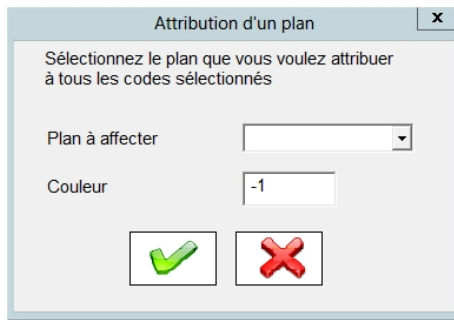 Attribution d'un plan
x
Sélectionnez le plan que vous voulez attribuer
à tous les codes sélectionnés
Plan à affecter
Couleur
-1